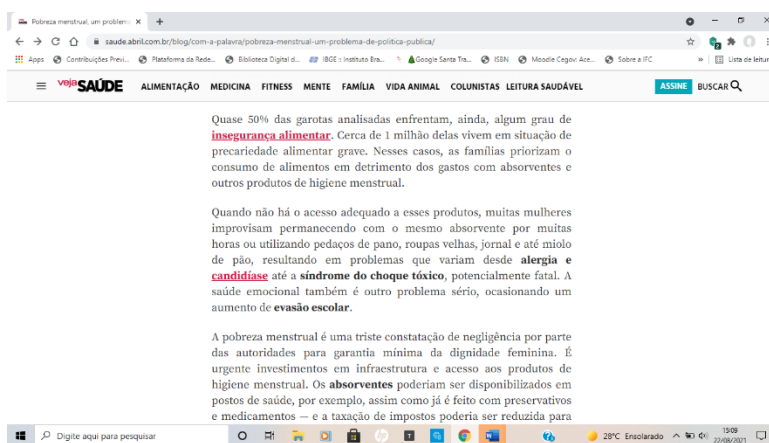 Pobreza menstrual, um problem
saude.abril.com.br/blog/com-a-palavra/pobreza-menstrual-um-problema-de-politica-publica/
Apps Contribuições Previ... Plataforma da Rede... Biblioteca Digital d... IBGE :: Instituto Bra... Google Santa Tra... ISBN Moodle Cegov: Ace... Sobre a IFC » Lista de leitur
veja SAÚDE ALIMENTAÇÃO MEDICINA FITNESS MENTE FAMÍLIA VIDA ANIMAL COLUNISTAS LEITURA SAUDÁVEL ASSINE BUSCAR
Quase 50% das garotas analisadas enfrentam, ainda, algum grau de
insegurança alimentar. Cerca de 1 milhão delas vivem em situação de
precariedade alimentar grave. Nesses casos, as famílias priorizam o
consumo de alimentos em detrimento dos gastos com absorventes e
outros produtos de higiene menstrual.
Quando não há o acesso adequado a esses produtos, muitas mulheres
improvisam permanecendo com o mesmo absorvente por muitas
horas ou utilizando pedaços de pano, roupas velhas, jornal e até miolo
de pão, resultando em problemas que variam desde alergia e
candidíase até a síndrome do choque tóxico, potencialmente fatal. A
saúde emocional também é outro problema sério, ocasionando um
aumento de evasão escolar.
A pobreza menstrual é uma triste constatação de negligência por parte
das autoridades para garantia mínima da dignidade feminina. É
urgente investimentos em infraestrutura e acesso aos produtos de
higiene menstrual. Os absorventes poderiam ser disponibilizados em
postos de saúde, por exemplo, assim como já é feito com preservativos
e medicamentos — e a taxação de impostos poderia ser reduzida para
Digite aqui para pesquisar 28°C Ensolarado 15:09
22/08/2021